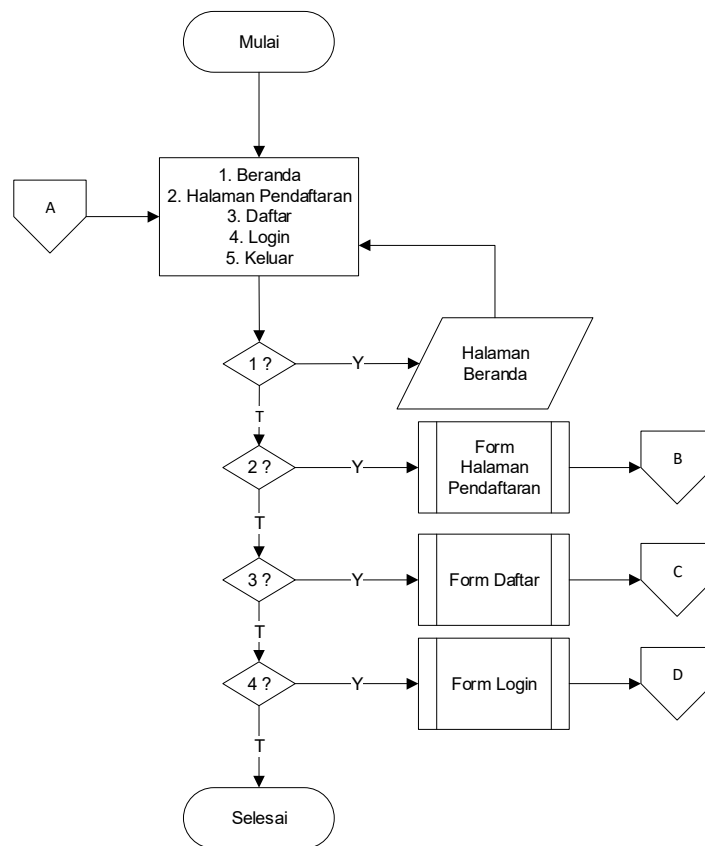 Mulai
A
1. Beranda
2. Halaman Pendaftaran
3. Daftar
4. Login
5. Keluar
1 ?
Y
Halaman
Beranda
T
2 ?
Y
Form
Halaman
Pendaftaran
B
T
3 ?
Y
Form Daftar
C
T
4 ?
Y
Form Login
D
T
Selesai